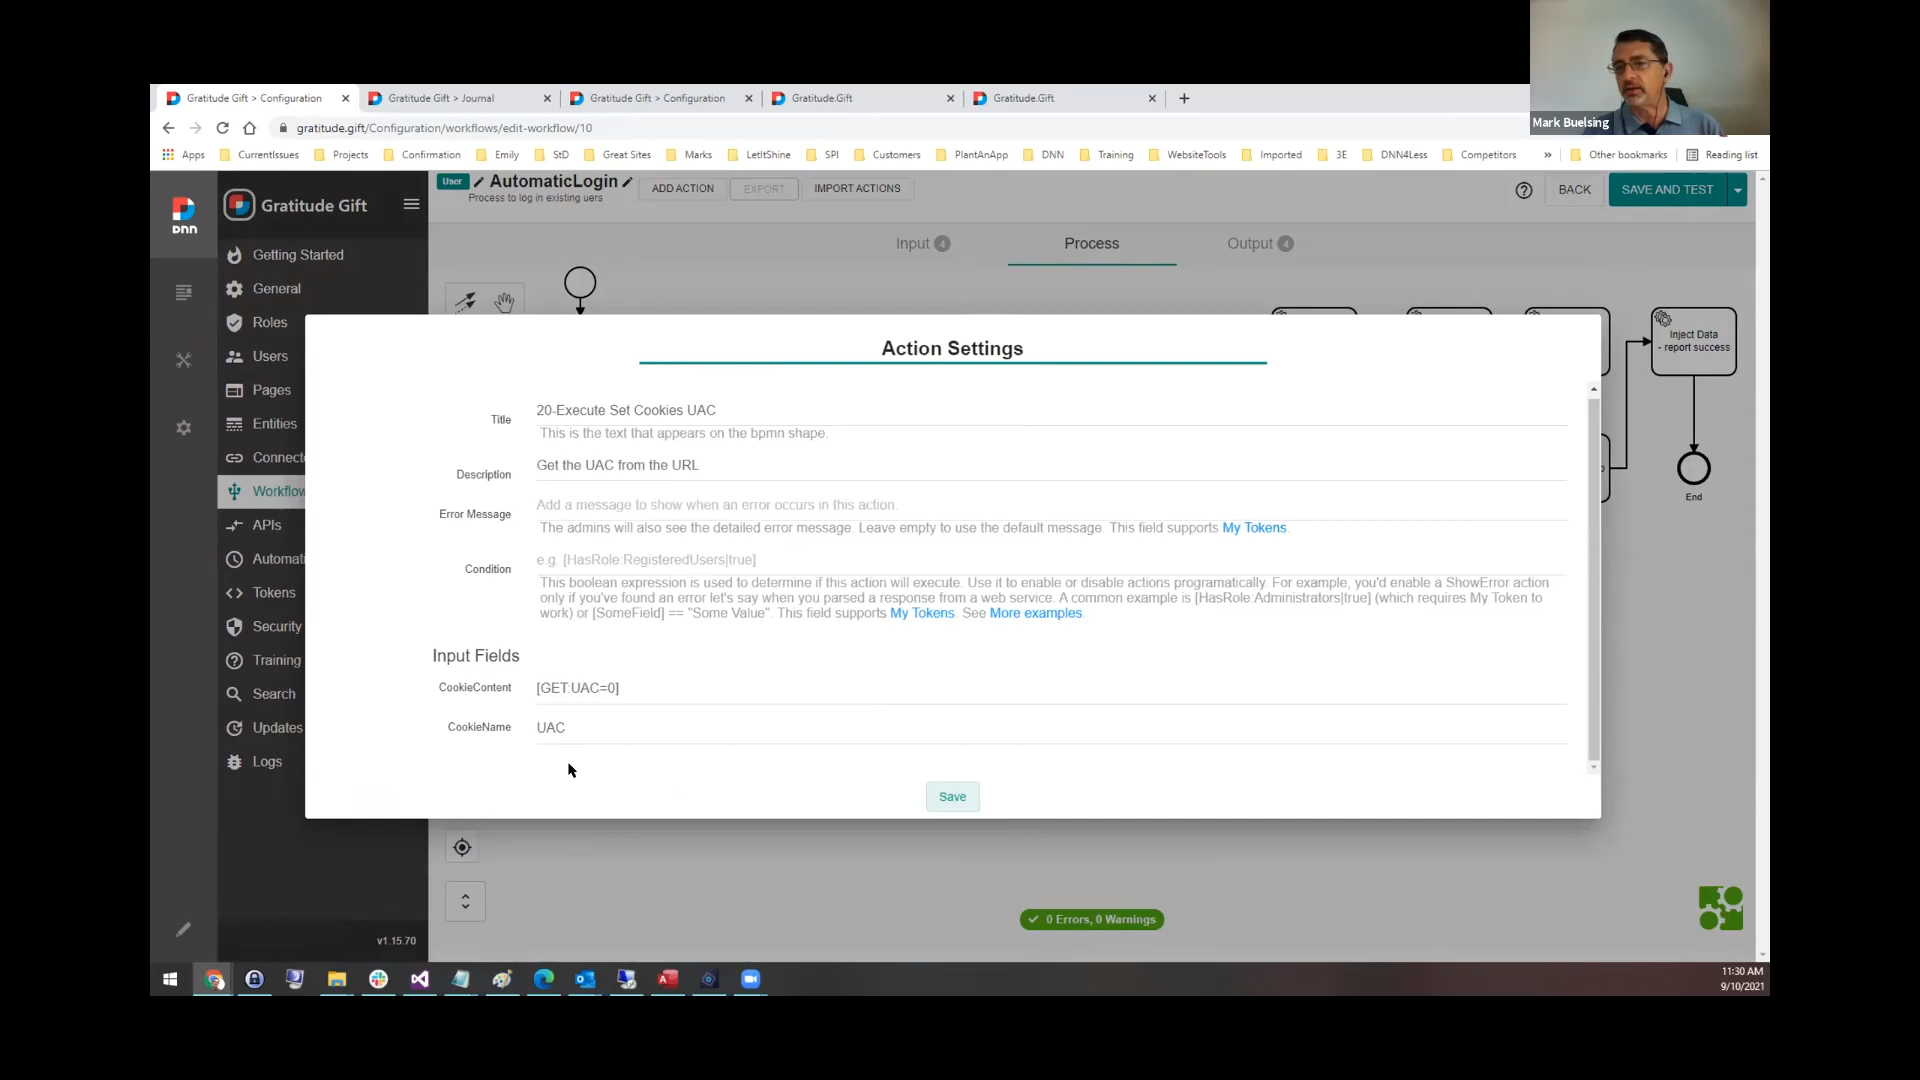 Mark Buelsing
Gratitude Gift > Configuration
Gratitude Gift > Journal
Gratitude Gift > Configuration
Gratitude.Gift
Gratitude.Gift
gratitude.gift/Configuration/workflows/edit-workflow/10
Apps
CurrentIssues
Projects
Confirmation
Emily
StD
Great Sites
Marks
LetItShine
SPI
Customers
PlantAnApp
DNN
Training
WebsiteTools
Imported
3E
DNN4Less
Competitors
»
Other bookmarks
Reading list
DNN
Gratitude Gift
User
AutomaticLogin
Process to log in existing uers
ADD ACTION
EXPORT
IMPORT ACTIONS
BACK
SAVE AND TEST
Input 4
Process
Output 4
Getting Started
General
Roles
Users
Pages
Entities
Connect
Workflow
APIs
Automati
Tokens
Security
Training
Search
Updates
Logs
v1.15.70
Inject Data
- report success
End
Action Settings
Title
20-Execute Set Cookies UAC
This is the text that appears on the bpmn shape.
Description
Get the UAC from the URL
Error Message
Add a message to show when an error occurs in this action.
The admins will also see the detailed error message. Leave empty to use the default message. This field supports My Tokens.
Condition
e.g. [HasRole:RegisteredUsers|true]
This boolean expression is used to determine if this action will execute. Use it to enable or disable actions programatically. For example, you'd enable a ShowError action
only if you've found an error let's say when you parsed a response from a web service. A common example is [HasRole:Administrators|true] (which requires My Token to
work) or [SomeField] == "Some Value". This field supports My Tokens. See More examples.
Input Fields
CookieContent
[GET:UAC=0]
CookieName
UAC
Save
0 Errors, 0 Warnings
11:30 AM
9/10/2021